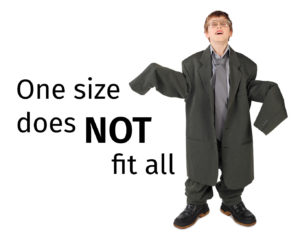 One size
does NOT
fit all